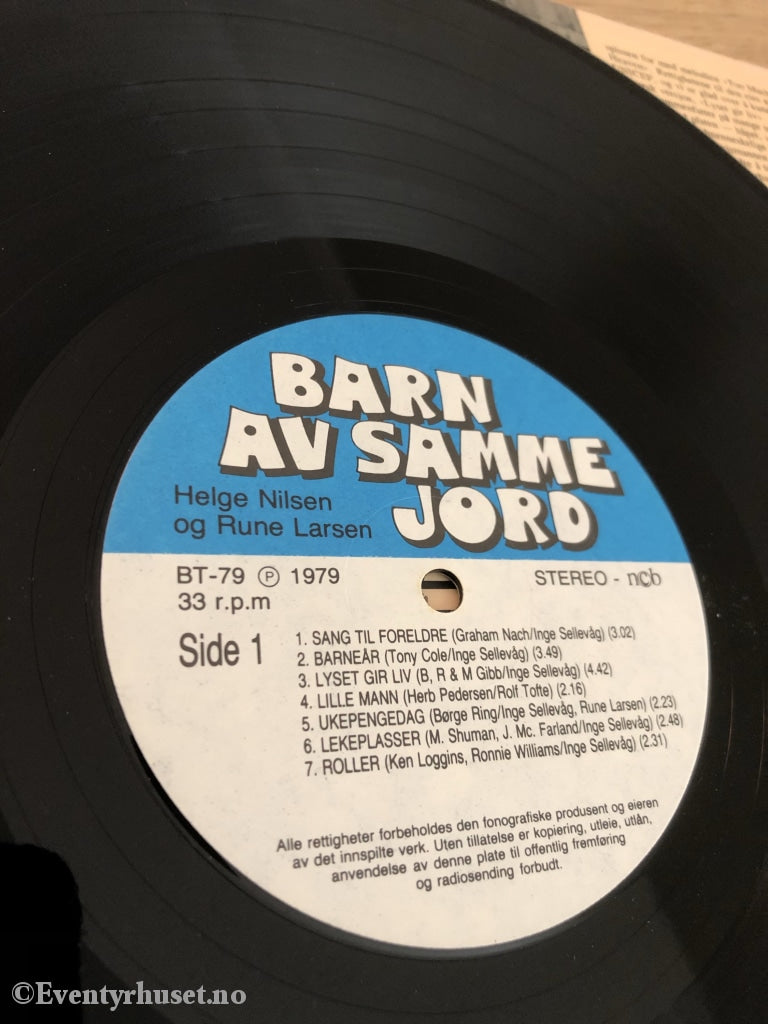 BARN
AV SAMME
JORD
Helge Nilsen
og Rune Larsen
BT-79 Ⓟ 1979
33 r.p.m
STEREO - ncb
Side 1
1. SANG TIL FORELDRE (Graham Nach/Inge Sellevåg) (3.02)
2. BARNEÅR (Tony Cole/Inge Sellevåg) (3.49)
3. LYSET GIR LIV (B, R & M Gibb/Inge Sellevåg) (4.42)
4. LILLE MANN (Herb Pedersen/Rolf Tofte) (2.16)
5. UKEPENGEDAG (Børge Ring/Inge Sellevåg, Rune Larsen) (2.23)
6. LEKEPLASSER (M. Shuman, J. Mc. Farland/Inge Sellevåg) (2.48)
7. ROLLER (Ken Loggins, Ronnie Williams/Inge Sellevåg) (2.31)
Alle rettigheter forbeholdes den fonografiske produsent og eieren
av det innspilte verk. Uten tillatelse er kopiering, utleie, utlån,
anvendelse av denne plate til offentlig fremføring
og radiosending forbudt.
©Eventyrhuset.no